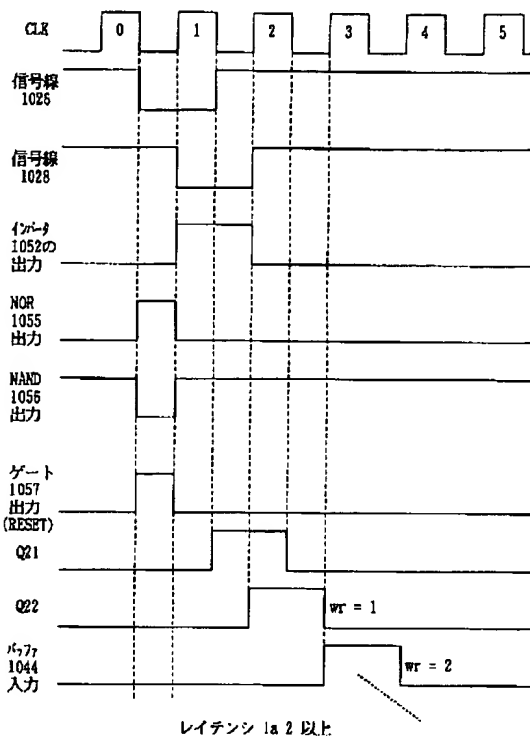 CLK
0 1 2 3 4 5
信号線
1026
信号線
1028
インバータ
1052の
出力
NOR
1055
出力
NAND
1056
出力
ゲート
1057
出力
(RESET)
Q21
Q22
wr = 1
バッファ
1044
入力
wr = 2
レイテンシ la 2 以上